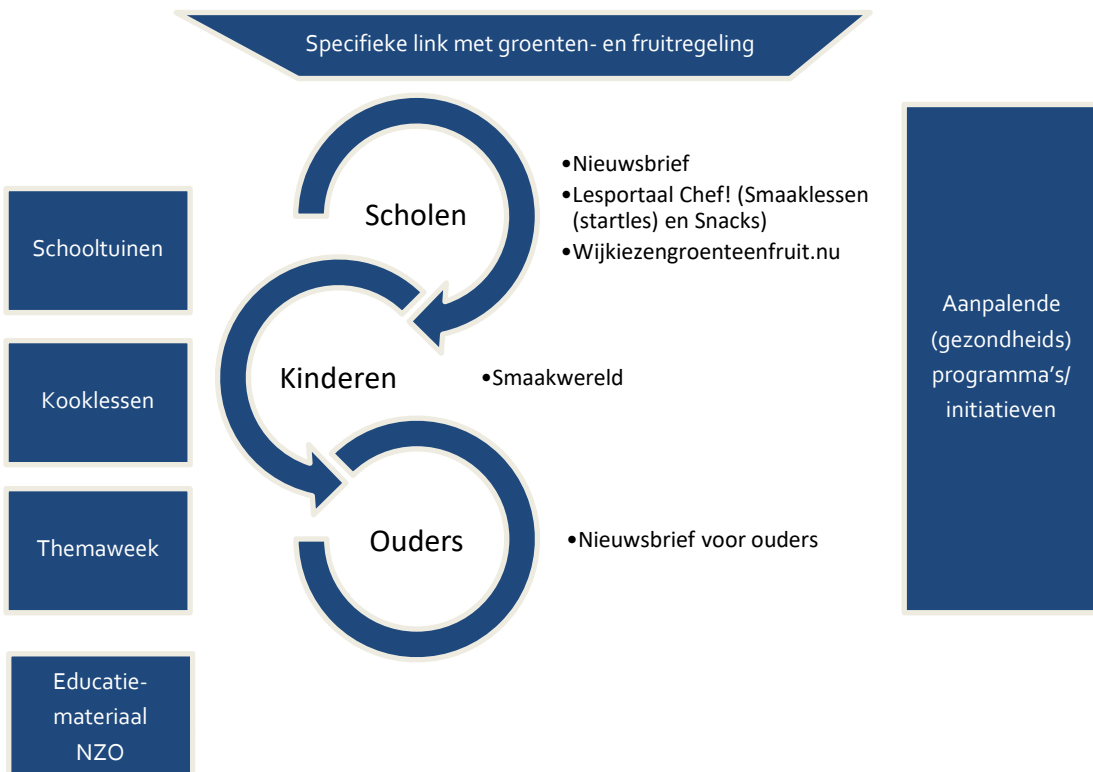 Specifieke link met groenten- en fruitregeling
Scholen
•Nieuwsbrief
•Lesportaal Chef! (Smaaklessen
(startles) en Snacks)
•Wijkiezengroenteenfruit.nu
Kinderen
•Smaakwereld
Ouders
•Nieuwsbrief voor ouders
Schooltuinen
Kooklessen
Themaweek
Educatie-
materiaal
NZO
Aanpalende
(gezondheids)
programma's/
initiatieven